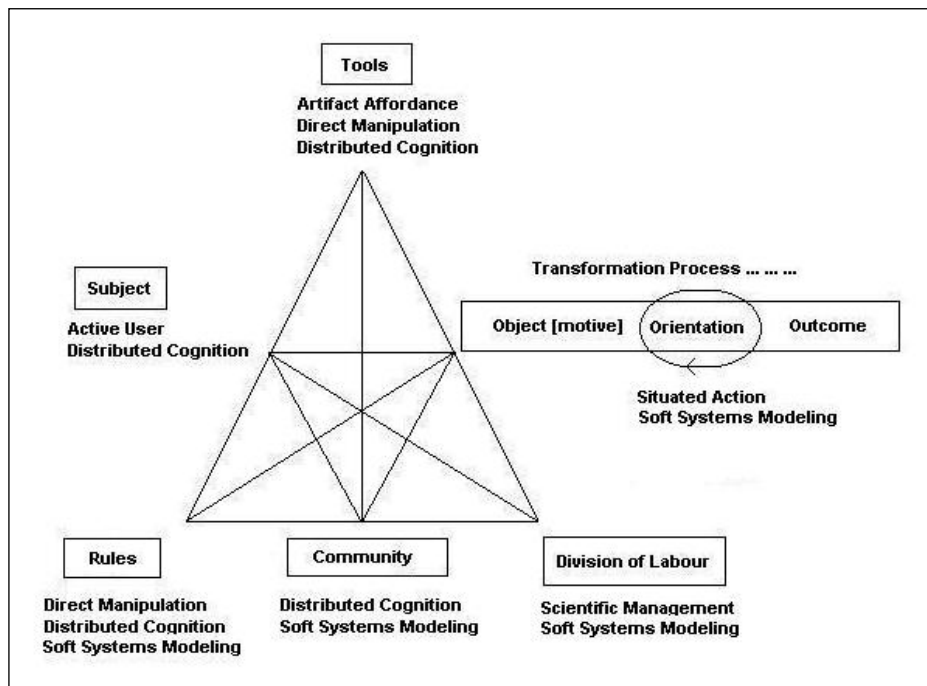 Tools
Artifact Affordance
Direct Manipulation
Distributed Cognition
Subject
Active User
Distributed Cognition
Transformation Process ... ... ...
Object [motive]
Orientation
Outcome
Situated Action
Soft Systems Modeling
Rules
Direct Manipulation
Distributed Cognition
Soft Systems Modeling
Community
Distributed Cognition
Soft Systems Modeling
Division of Labour
Scientific Management
Soft Systems Modeling